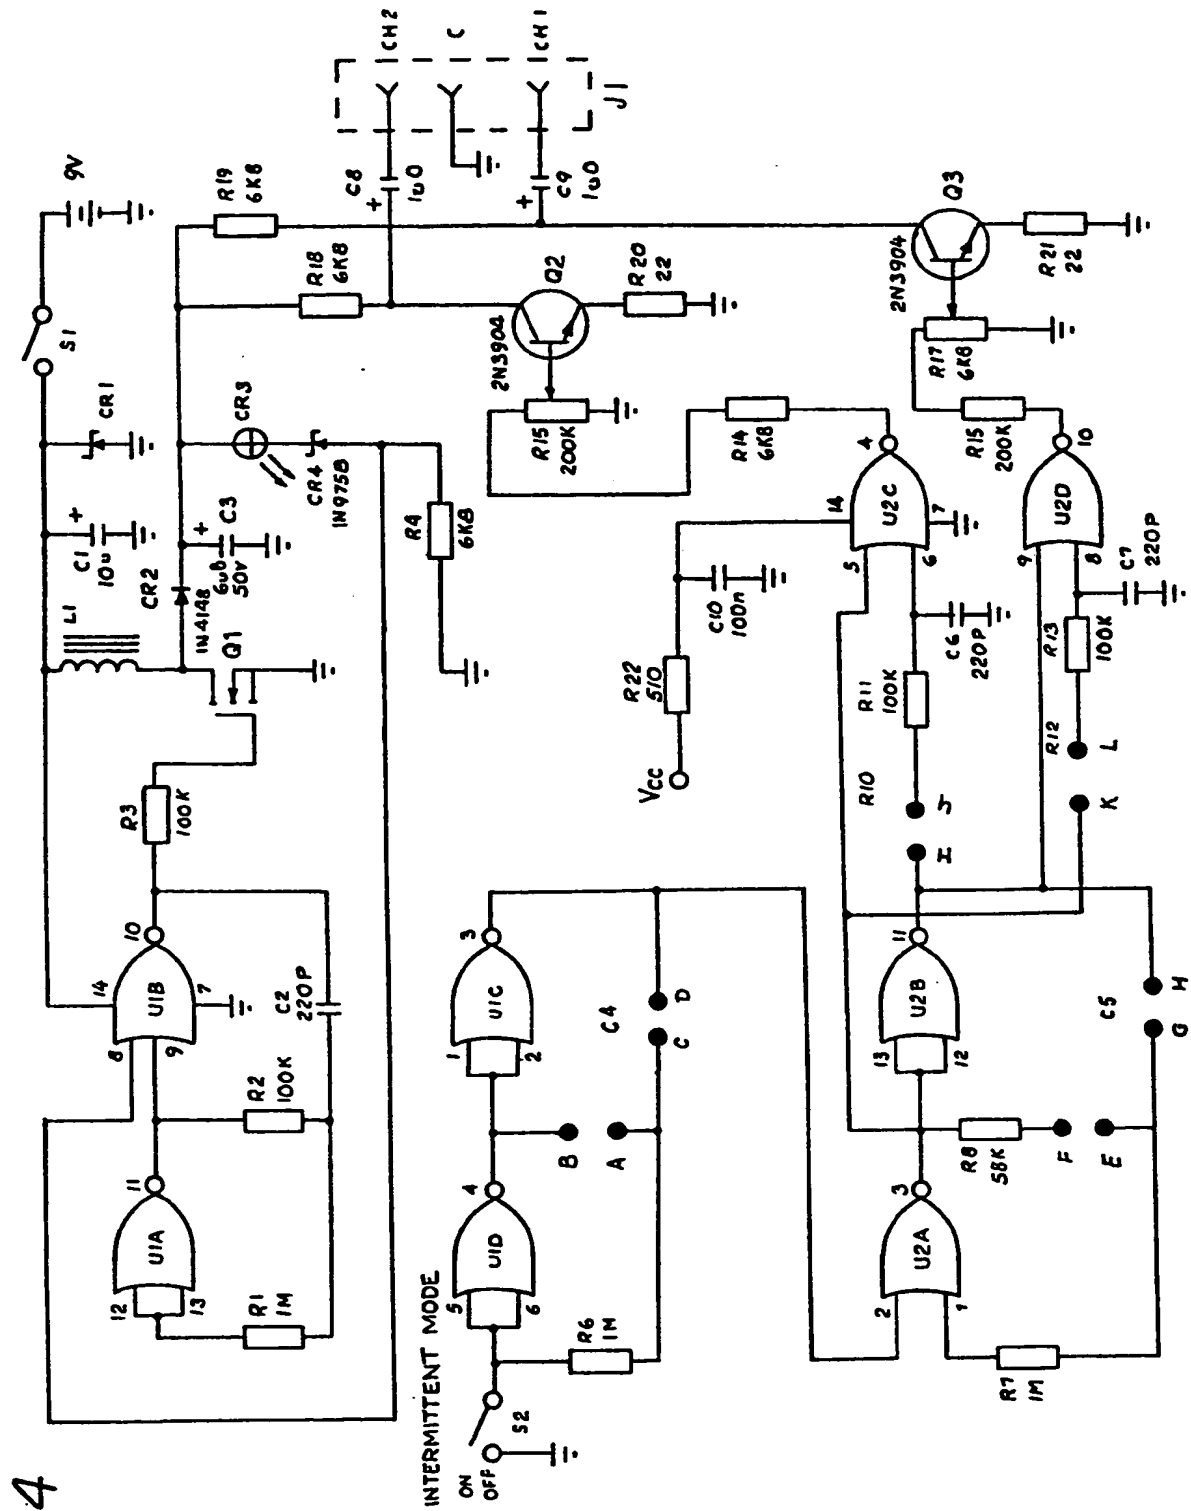 4
9V
S1
CR1
C1
10u
+
L1
CR2
1N4148
+
C3
6u8
50V
CR3
CR4
1N975B
R19
6K8
R18
6K8
C8
+
1u0
CH2
C
CH1
J1
C9
+
1u0
Q1
R3
100K
R4
6K8
Q2
2N3904
R20
22
R15
200K
Q3
2N3904
R21
22
R17
6K8
R15
200K
R14
6K8
U1A
12
13
11
R1
1M
R2
100K
C2
220P
U1B
8
9
10
14
7
INTERMITTENT MODE
ON
OFF
S2
R6
1M
U1D
5
6
4
B
A
U1C
1
2
3
C4
C
D
Vcc
R22
510
C10
100n
U2C
14
5
6
4
7
U2D
9
8
10
C7
220P
C6
220P
R11
100K
R10
I
J
R13
100K
R12
K
L
U2B
13
12
11
U2A
2
1
3
R7
1M
R8
58K
F
E
C5
G
H